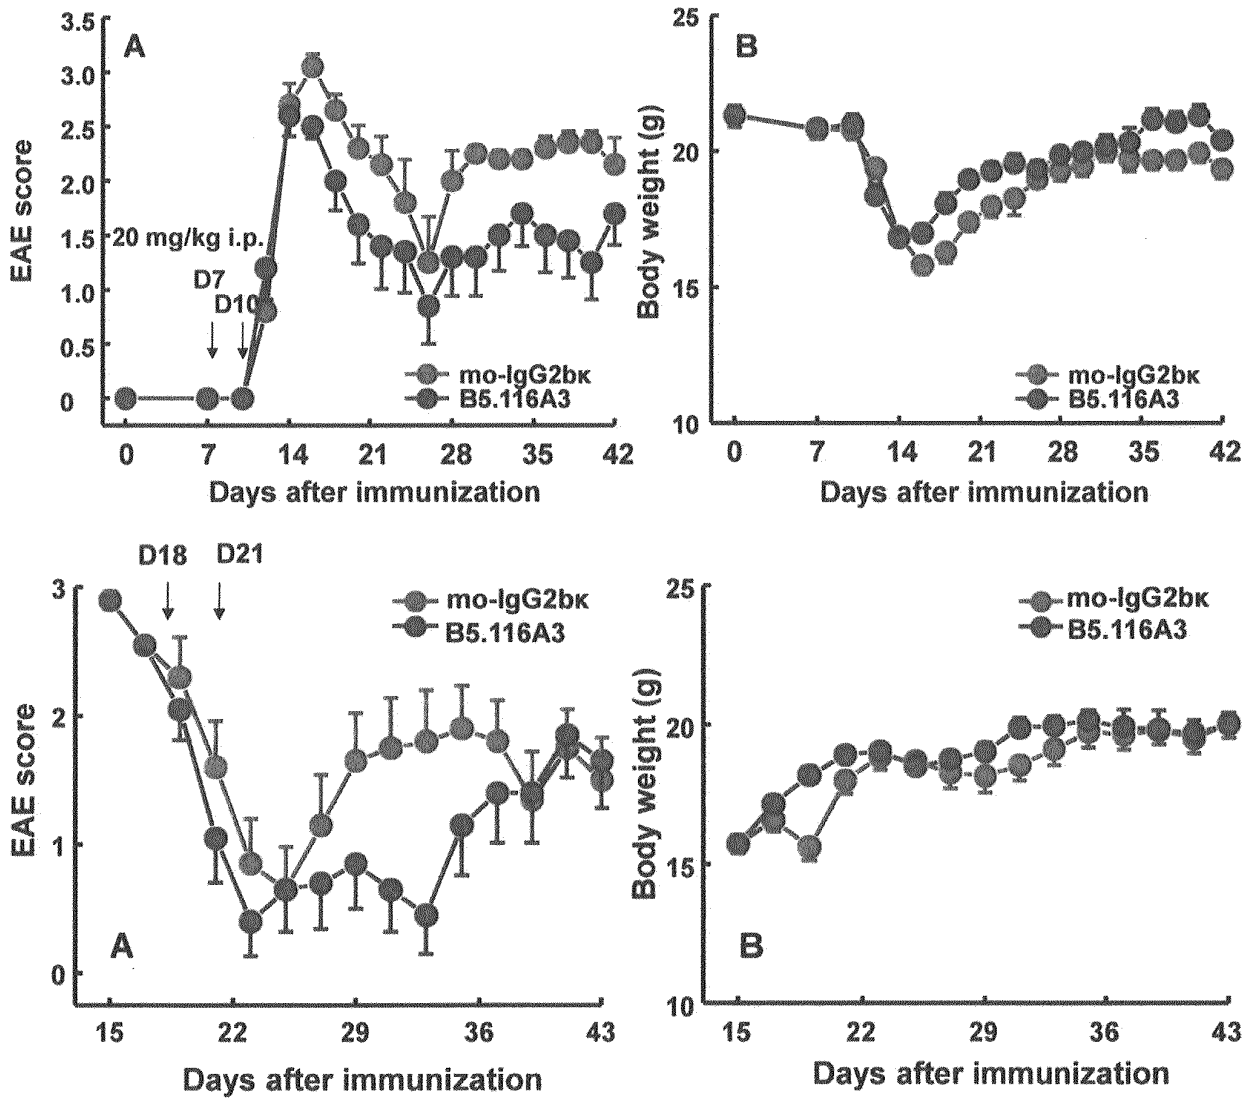 A
EAE score
3.5
3.0
2.5
2.0
1.5
1.0
0.5
0
20 mg/kg i.p.
D7
D10
mo-IgG2bκ
B5.116A3
0 7 14 21 28 35 42
Days after immunization
B
Body weight (g)
25
20
15
10
mo-IgG2bκ
B5.116A3
0 7 14 21 28 35 42
Days after immunization
D18 D21
EAE score
3
2
1
0
mo-IgG2bκ
B5.116A3
A
15 22 29 36 43
Days after immunization
Body weight (g)
25
20
15
10
mo-IgG2bκ
B5.116A3
B
15 22 29 36 43
Days after immunization